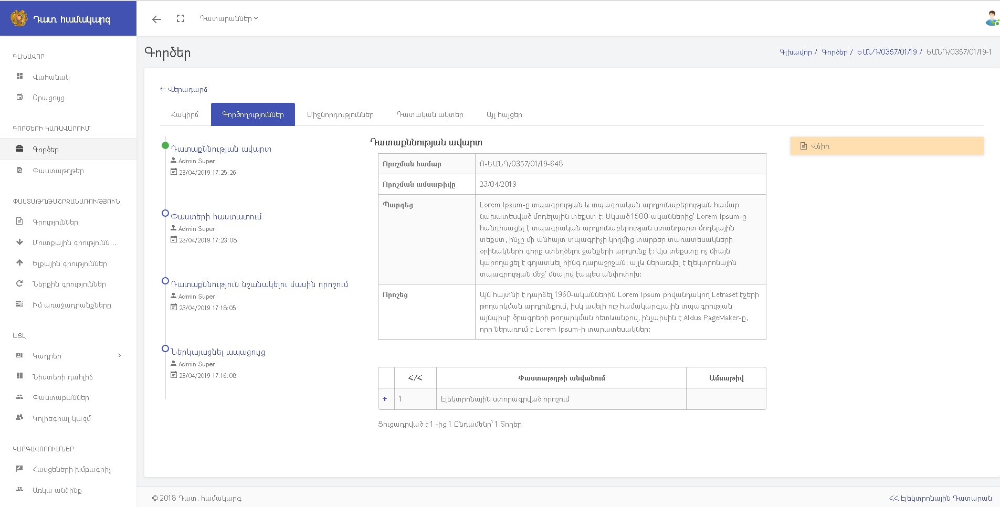 Դատ. համակարգ
Դատարաններ
ԳԼԽԱՎՈՐ
Վահանակ
Օրացույց
ԳՈՐԾԵՐԻ ԿԱՌԱՎԱՐՈՒՄ
Գործեր
Փաստաթղթեր
ՓԱՍՏԱԹՂԹԱՇՐՋԱՆԱՌՈՒԹՅՈՒՆ
Գրություններ
Մուտքային գրությունն...
Ելքային գրություններ
Ներքին գրություններ
Իմ առաջադրանքները
ԱՅԼ
Կադրեր
Նիստերի դահլիճ
Փաստաբաններ
Կոլիեգիալ կազմ
ԿԱՐԳԱՎՈՐՈՒՄՆԵՐ
Հասցեների խմբագրիչ
Առկա անձինք
Գործեր
Գլխավոր / Գործեր / ԵԱՆԴ/0357/01/19 / ԵԱՆԴ/0357/01/19-1
← Վերադարձ
Հակիրճ
Գործողություններ
Միջնորդություններ
Դատական ակտեր
Այլ հայցեր
Դատաքննության ավարտ
Admin Super
23/04/2019 17:25:26
Փաստերի հաստատում
Admin Super
23/04/2019 17:23:08
Դատաքննություն նշանակելու մասին որոշում
Admin Super
23/04/2019 17:18:05
Ներկայացնել ապացույց
Admin Super
23/04/2019 17:16:08
Դատաքննության ավարտ
Որոշման համար
Ո-ԵԱՆԴ/0357/01/19-648
Որոշման ամսաթիվը
23/04/2019
Պարզեց
Lorem Ipsum-ը տպագրության և տպագրական արդյունաբերության համար
նախատեսված մոդելային տեքստ է: Սկսած 1500-ականներից՝ Lorem Ipsum-ը
հանդիսացել է տպագրական արդյունաբերության ստանդարտ մոդելային
տեքստ, ինչը մի անհայտ տպագրիչի կողմից տարբեր տառատեսակների
օրինակների գիրք ստեղծելու ջանքերի արդյունք է: Այս տեքստը ոչ միայն
կարողացել է գոյատևել հինգ դարաշրջան, այլև ներառվել է էլեկտրոնային
տպագրության մեջ՝ մնալով էապես անփոփոխ:
Որոշեց
Այն հայտնի է դարձել 1960-ականներին Lorem Ipsum բովանդակող Letraset էջերի
թողարկման արդյունքում, իսկ ավելի ուշ համակարգչային տպագրության
այնպիսի ծրագրերի թողարկման հետևանքով, ինչպիսին է Aldus PageMaker-ը,
որը ներառում է Lorem Ipsum-ի տարատեսակներ:
Հ/Հ
Փաստաթղթի անվանում
Ամսաթիվ
+ 1 Էլեկտրոնային ստորագրված որոշում
Ցուցադրված է 1 -ից 1 Ընդամենը՝ 1 Տողեր
Վճիռ
© 2018 Դատ. համակարգ
ՀՀ Էլեկտրոնային Դատարան